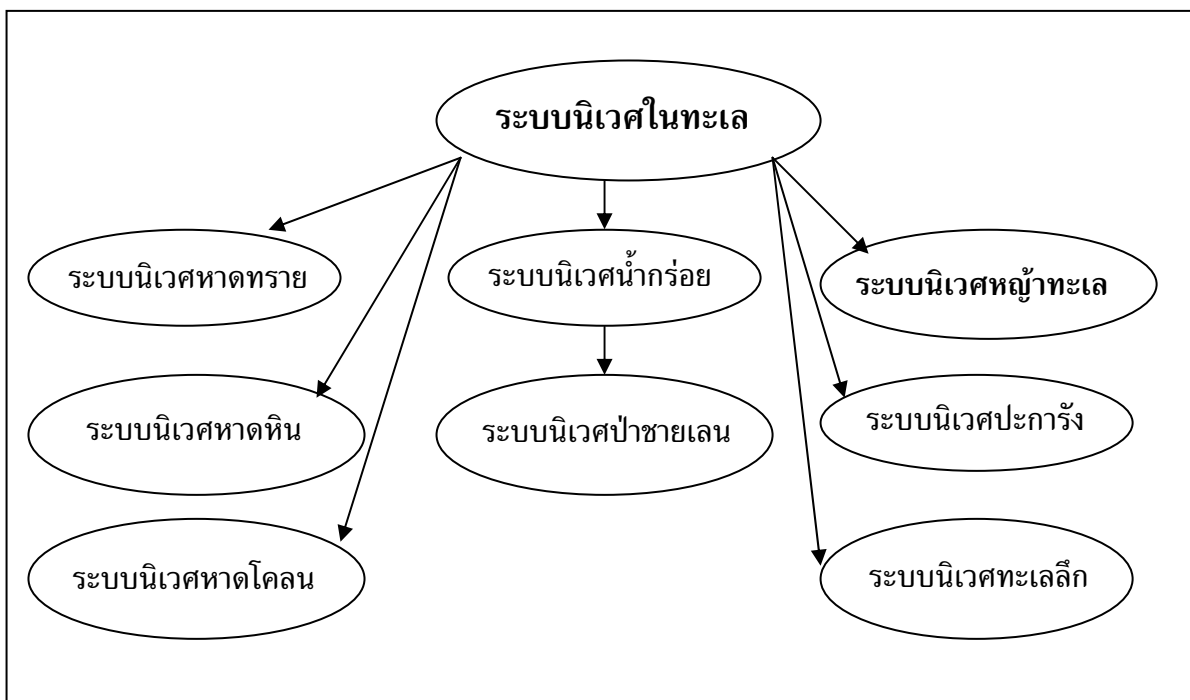 ระบบนิเวศในทะเล
ระบบนิเวศหาดทราย
ระบบนิเวศน้ำกร่อย
ระบบนิเวศหญ้าทะเล
ระบบนิเวศหาดหิน
ระบบนิเวศป่าชายเลน
ระบบนิเวศปะการัง
ระบบนิเวศหาดโคลน
ระบบนิเวศทะเลลึก